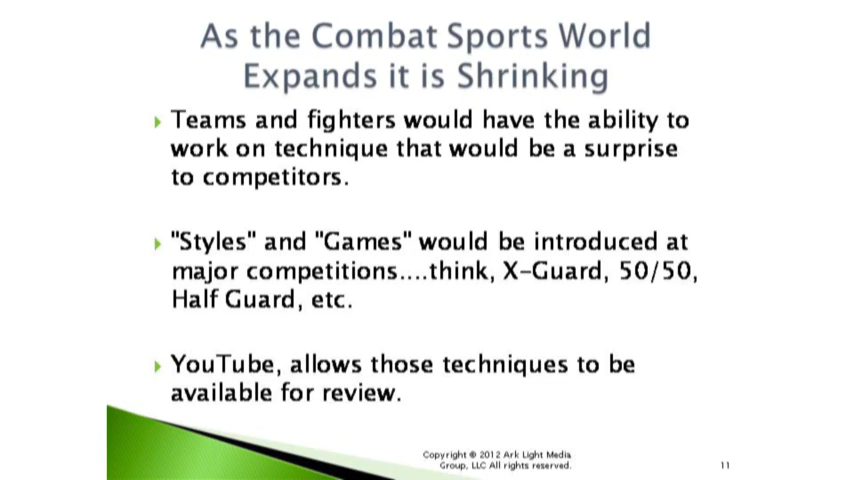 As the Combat Sports World
Expands it is Shrinking
Teams and fighters would have the ability to
work on technique that would be a surprise
to competitors.
"Styles" and "Games" would be introduced at
major competitions....think, X-Guard, 50/50,
Half Guard, etc.
YouTube, allows those techniques to be
available for review.
Copyright © 2012 Ark Light Media
Group, LLC All rights reserved.
11